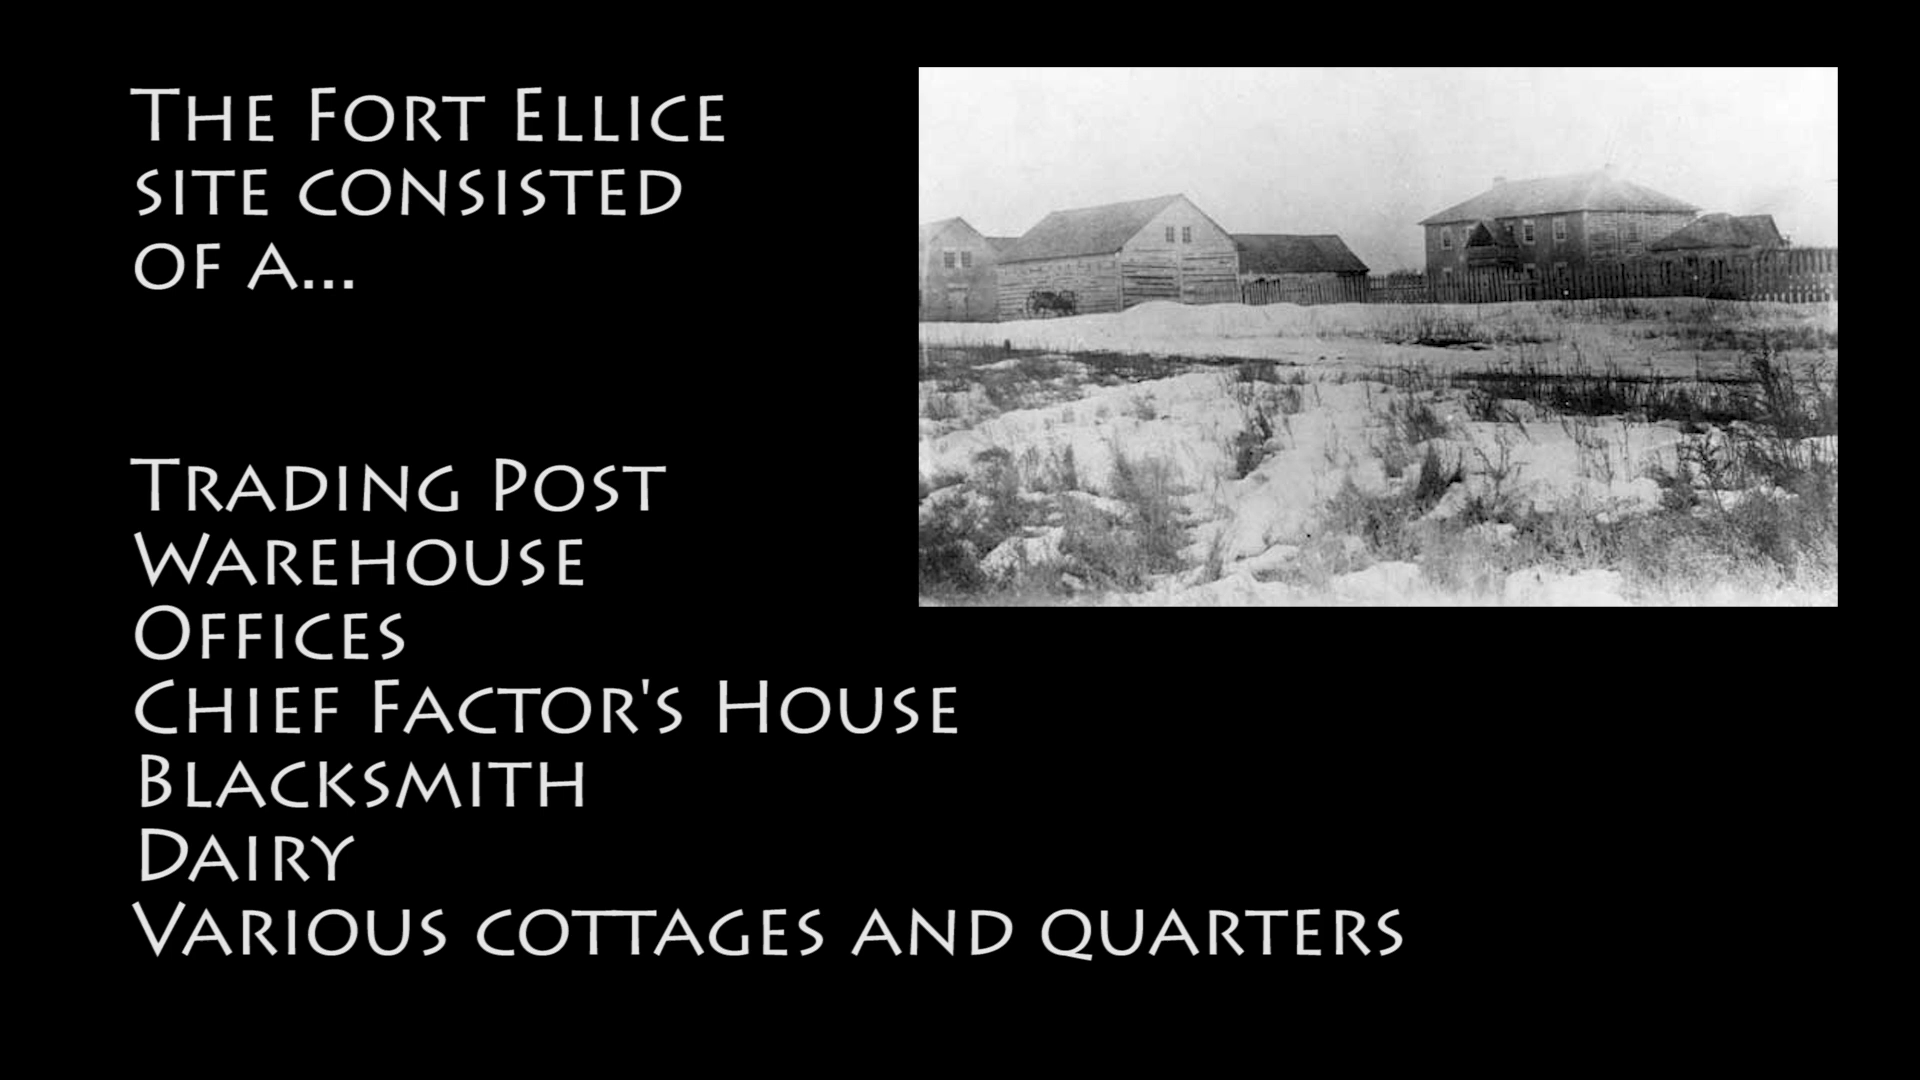 The Fort Ellice
site consisted
of a...
Trading Post
Warehouse
Offices
Chief Factor's House
Blacksmith
Dairy
Various cottages and quarters